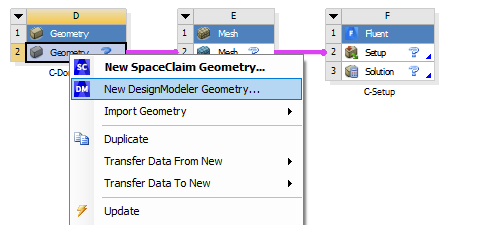 D
E
F
1 Geometry
1 Mesh
1 Fluent
2 Geometry ?
2 Mesh ?
2 Setup ?
3 Solution ?
C-Do
C-Setup
SC New SpaceClaim Geometry...
DM New DesignModeler Geometry...
Import Geometry
Duplicate
Transfer Data From New
Transfer Data To New
Update